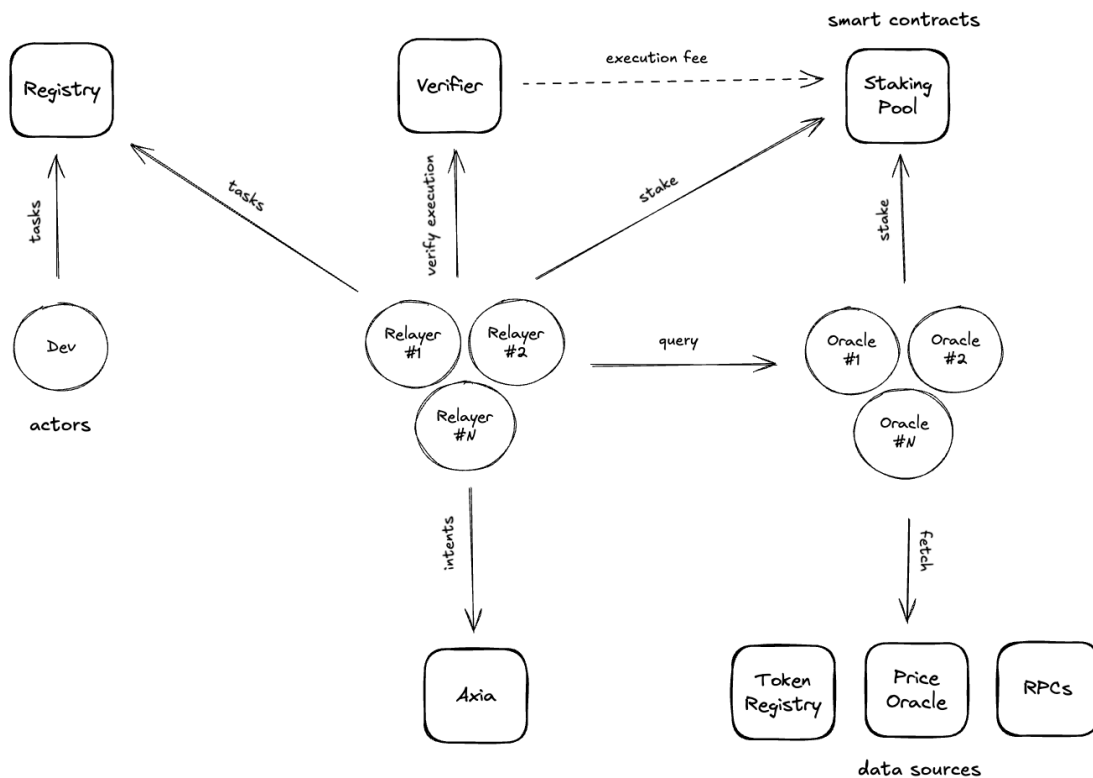 smart contracts
Registry
Verifier
execution fee
Staking
Pool
tasks
tasks
verify execution
stake
stake
Dev
Relayer
#1
Relayer
#2
query
Oracle
#1
Oracle
#2
actors
Relayer
#N
Oracle
#N
intents
fetch
Axia
Token
Registry
Price
Oracle
RPCs
data sources